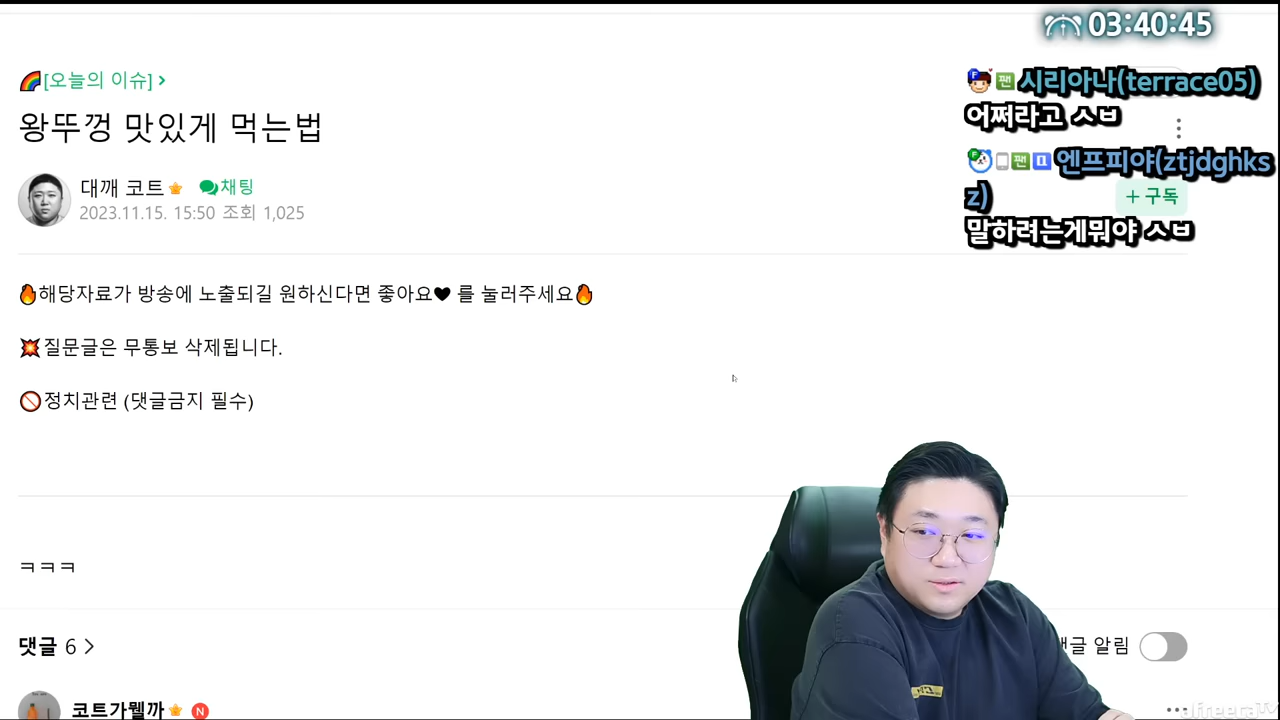 03:40:45
[오늘의 이슈] >
왕뚜껑 맛있게 먹는법
대깨 코트 채팅
2023.11.15. 15:50 조회 1,025
시리아나(terrace05)
어쩌라고 ㅅㅂ
엔프피야(ztjdghks
z)
말하려는게뭐야 ㅅㅂ
+ 구독
🔥해당자료가 방송에 노출되길 원하신다면 좋아요🖤 를 눌러주세요🔥
💥질문글은 무통보 삭제됩니다.
🚫정치관련 (댓글금지 필수)
ㅋㅋㅋ
댓글 6 >
글 알림
코트가뷀까 N
afreecaTV